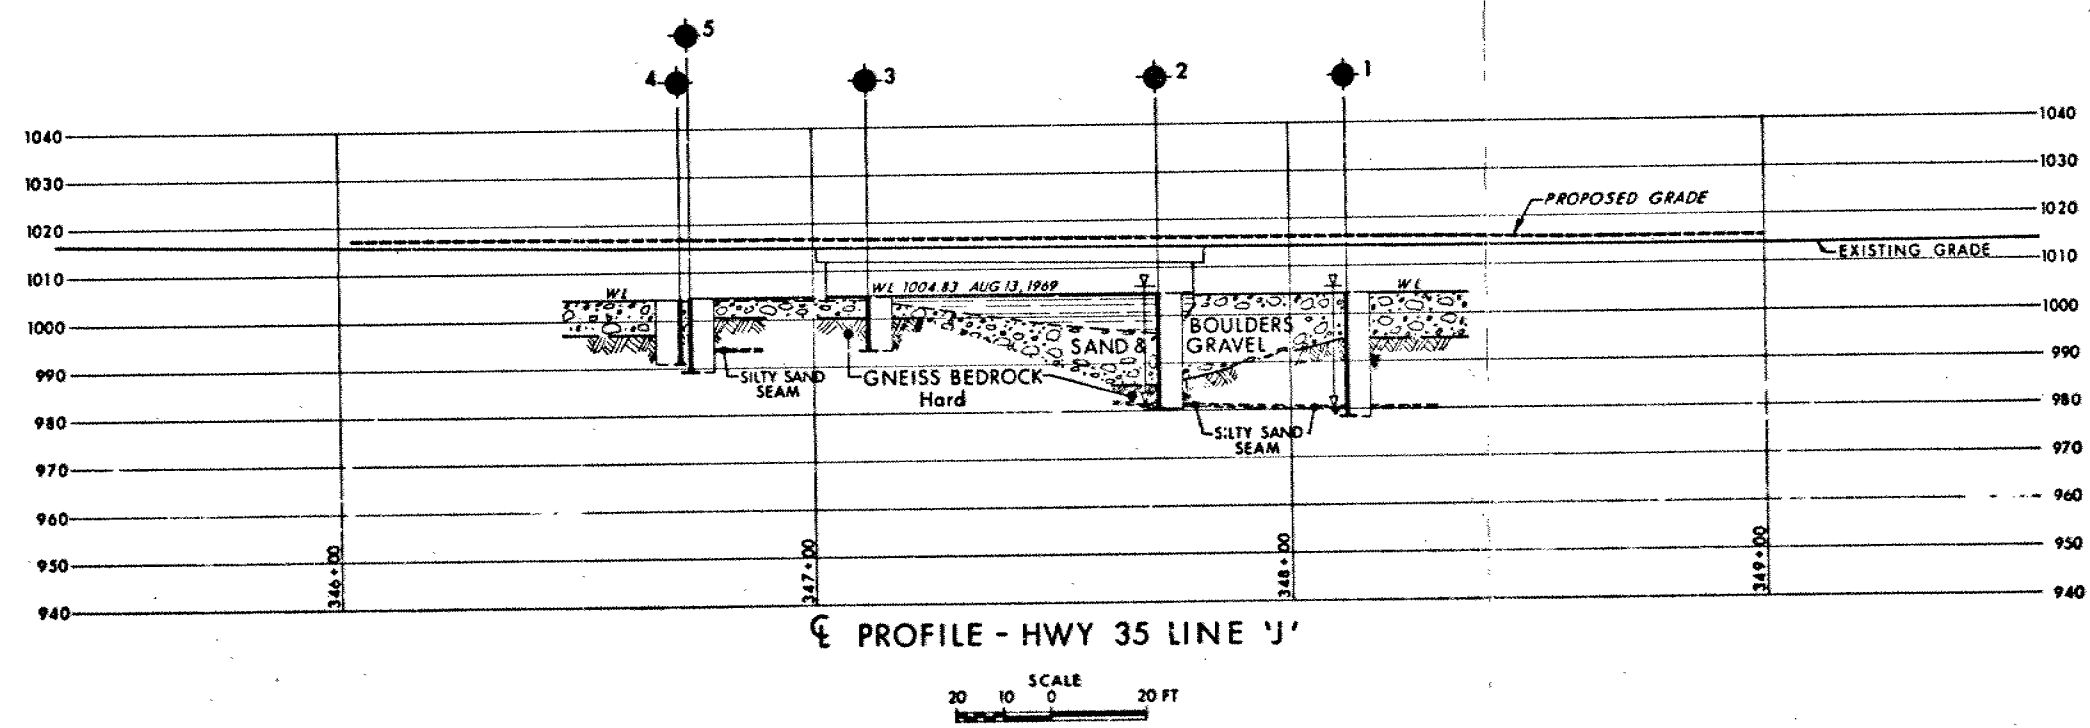 5
4
3
2
1
1040
1040
1030
1030
PROPOSED GRADE
1020
1020
EXISTING GRADE
1010
1010
WL
WL 1004.83 AUG 13, 1969
WL
1000
1000
BOULDERS
SAND & GRAVEL
990
990
SILTY SAND
SEAM
GNEISS BEDROCK
Hard
980
980
SILTY SAND
SEAM
970
970
960
960
950
950
346+00
347+00
348+00
349+00
940
940
℄ PROFILE - HWY 35 LINE 'J'
SCALE
20 10 0 20 FT